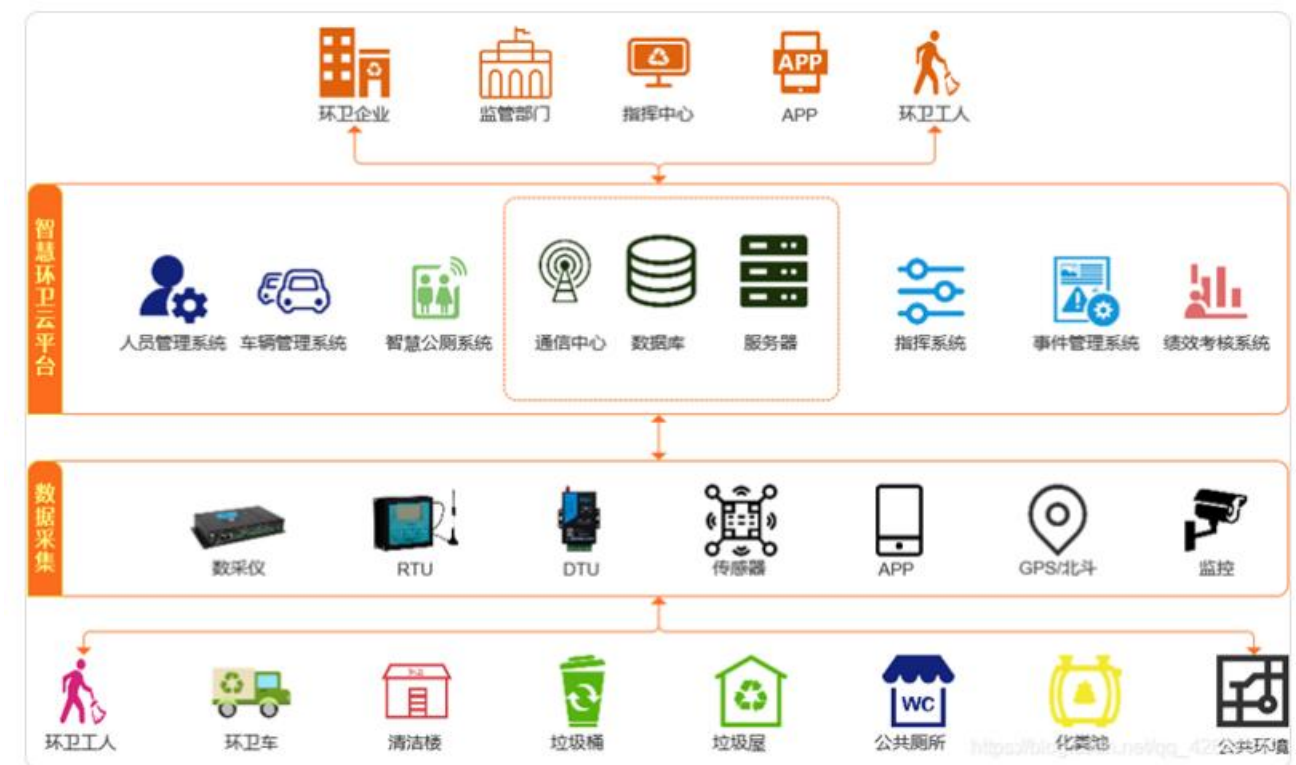 APP
环卫企业 监管部门 指挥中心 APP 环卫工人
智慧环卫云平台
人员管理系统 车辆管理系统 智慧公厕系统 通信中心 数据库 服务器 指挥系统 事件管理系统 绩效考核系统
数据采集
数采仪 RTU DTU 传感器 APP GPS/北斗 监控
WC
环卫工人 环卫车 清洁楼 垃圾桶 垃圾屋 公共厕所 化粪池 公共环境